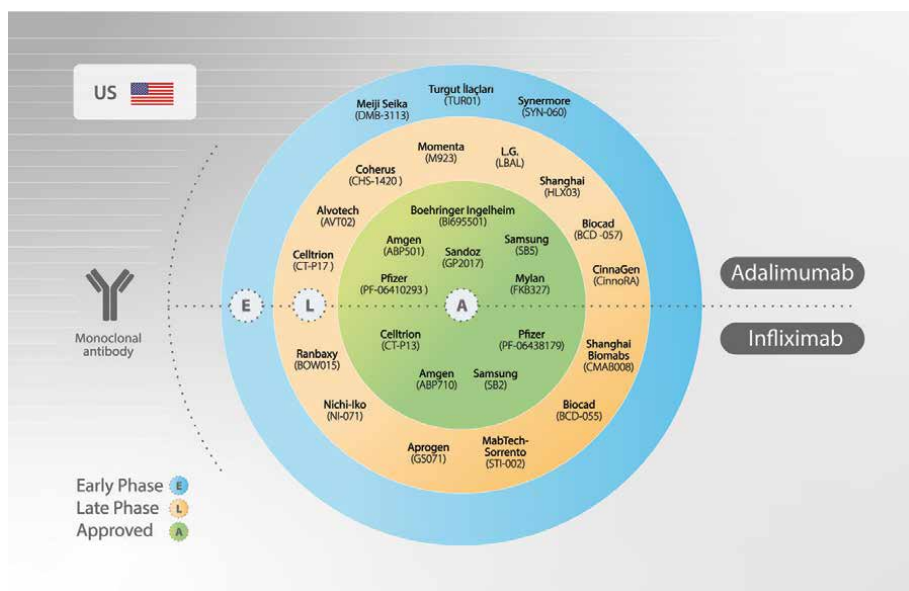 US
Turgut İlaçları
(TUR01)
Meiji Seika
(DMB-3113)
Synermore
(SYN-060)
Momenta
(M923)
L.G.
(LBAL)
Coherus
(CHS-1420 )
Shanghai
(HLX03)
Alvotech
(AVT02)
Boehringer Ingelheim
(BI695501)
Biocad
(BCD -057)
Amgen
(ABP501)
Sandoz
(GP2017)
Samsung
(SB5)
Celltrion
(CT-P17 )
Pfizer
(PF-06410293 )
Mylan
(FKB327)
CinnaGen
(CinnoRA)
Adalimumab
E
L
A
Monoclonal
antibody
Infliximab
Celltrion
(CT-P13)
Pfizer
(PF-06438179)
Shanghai
Biomabs
(CMAB008)
Ranbaxy
(BOW015)
Amgen
(ABP710)
Samsung
(SB2)
Nichi-Iko
(NI-071)
Biocad
(BCD-055)
Aprogen
(GS071)
MabTech-
Sorrento
(STI-002)
Early Phase E
Late Phase L
Approved A